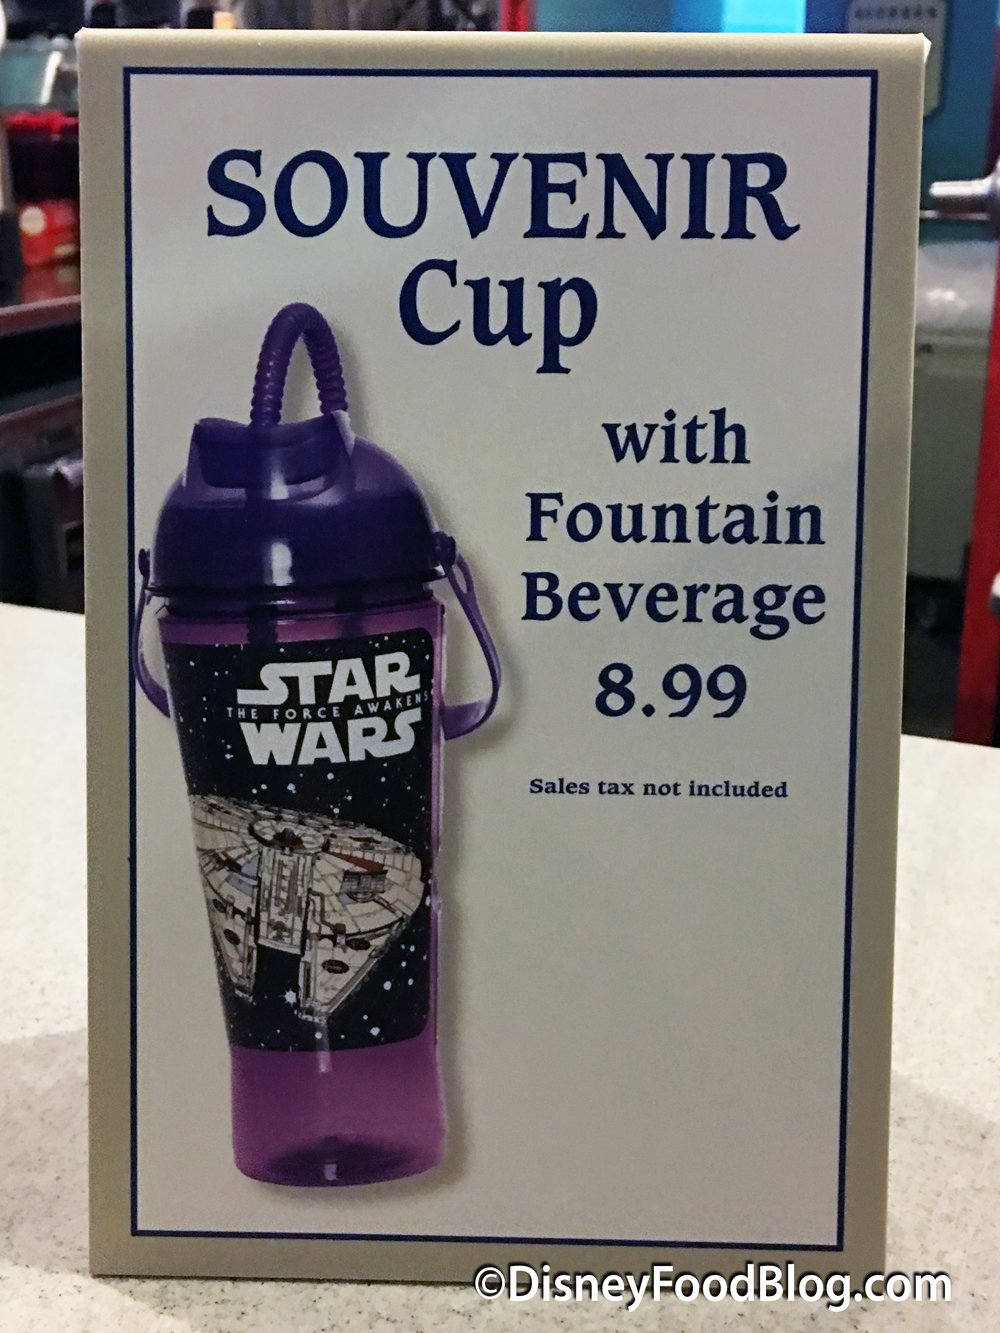 SOUVENIR
Cup
with
Fountain
Beverage
8.99
Sales tax not included
STAR
THE FORCE AWAKENS
WARS
©DisneyFoodBlog.com